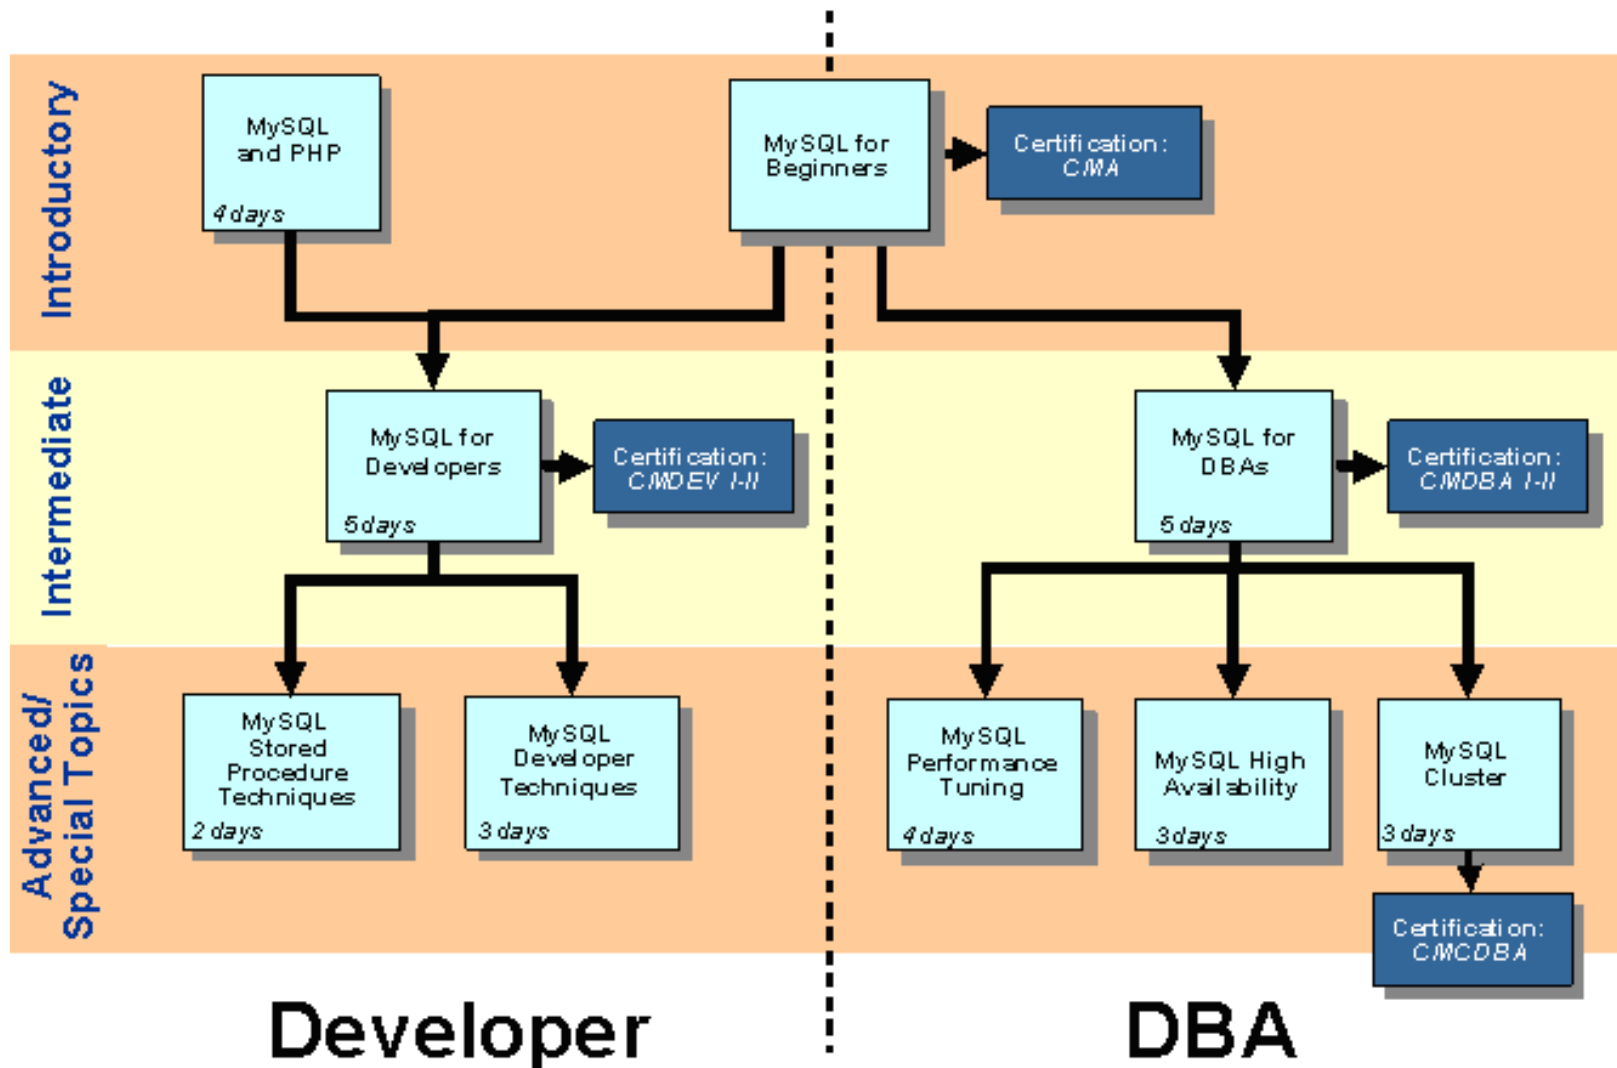 Introductory
MySQL
and PHP
4 days
MySQL for
Beginners
Certification:
CMA
Intermediate
MySQL for
Developers
5 days
Certification:
CMDEV I-II
MySQL for
DBAs
5 days
Certification:
CMDBA I-II
Advanced/
Special Topics
MySQL
Stored
Procedure
Techniques
2 days
MySQL
Developer
Techniques
3 days
MySQL
Performance
Tuning
4 days
MySQL High
Availability
3 days
MySQL
Cluster
3 days
Certification:
CMCDBA
Developer
DBA